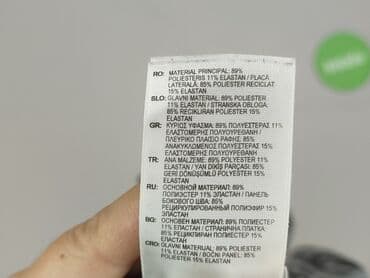 RO: MATERIAL PRINCIPAL: 89%
POLIESTERIS 11% ELASTAN / PLACĂ
LATERALĂ: 85% POLIESTER RECICLAT
15% ELASTAN
SLO: GLAVNI MATERIAL: 89% POLIESTER
11% ELASTAN / STRANSKA OBLOGA:
85% RECIKLIRAN POLIESTER 15%
ELASTAN
GR: ΚΥΡΙΟΣ ΥΦΑΣΜΑ: 89% ΠΟΛΥΕΣΤΕΡΑΣ 11%
ΕΛΑΣΤΟΜΕΡΗΣ ΠΟΛΥΟΥΡΕΘΑΝΗ /
ΠΛΕΥΡΙΚΟ ΠΛΑΙΣΙΟ ΡΑΦΗΣ: 85%
ΑΝΑΚΥΚΛΩΜΕΝΟΣ ΠΟΛΥΕΣΤΕΡΑΣ 15%
ΕΛΑΣΤΟΜΕΡΗΣ ΠΟΛΥΟΥΡΕΘΑΝΗ
TR: ANA MALZEME: 89% POLYESTER 11%
ELASTAN / YAN DİKİŞ PARÇASI: 85%
GERİ DÖNÜŞÜMLÜ POLYESTER 15%
ELASTAN
RU: ОСНОВНОЙ МАТЕРИАЛ: 89%
ПОЛИЭСТЕР 11% ЭЛАСТАН / ПАНЕЛЬ
БОКОВОГО ШВА: 85%
РЕЦИРКУЛИРОВАННЫЙ ПОЛИЭФИР 15%
ЭЛАСТАН
BG: ОСНОВЕН МАТЕРИАЛ: 89% ПОЛИЕСТЕР
11% ЕЛАСТАН / СТРАНИЧНА ПЛАТКА:
85% РЕЦИКЛИРАН ПОЛИЕСТЕР 15%
ЕЛАСТАН
CRO: GLAVNI MATERIJAL: 89% POLIESTER
11% ELASTAN / BOČNI PANEL: 85%
POLIESTER 15% ELASTAN